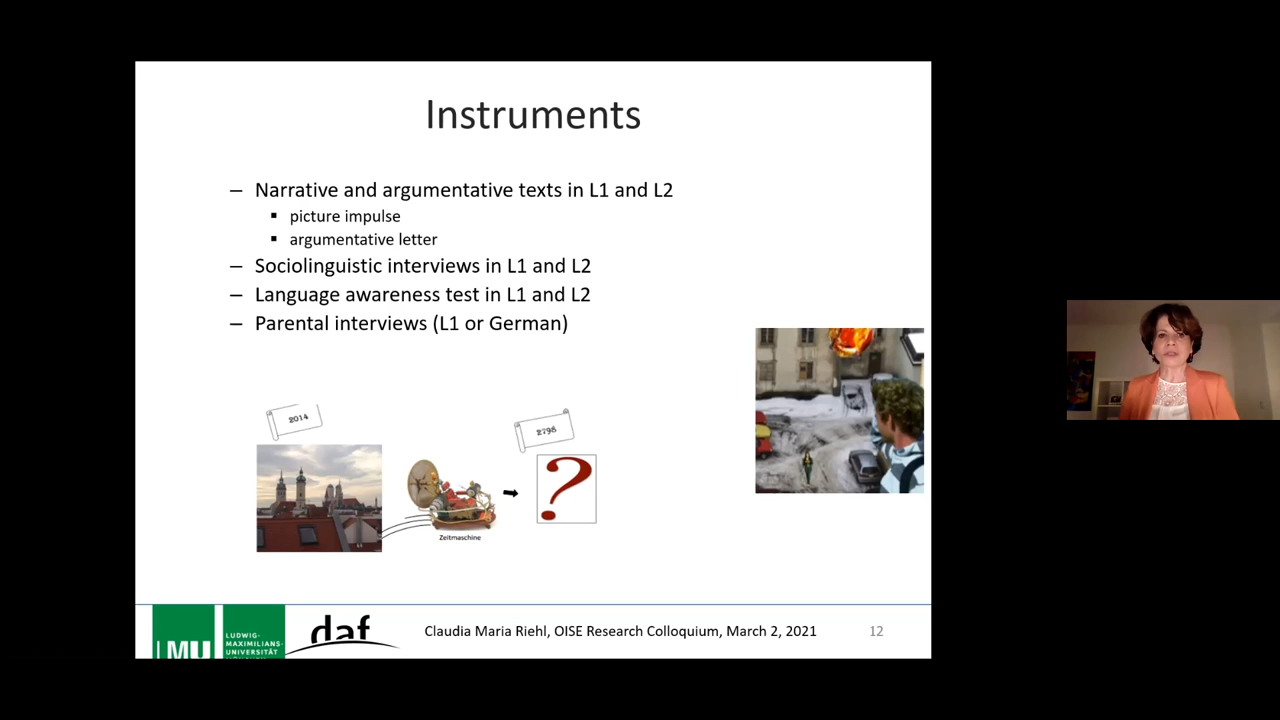 Instruments
– Narrative and argumentative texts in L1 and L2
▪ picture impulse
▪ argumentative letter
– Sociolinguistic interviews in L1 and L2
– Language awareness test in L1 and L2
– Parental interviews (L1 or German)
2014
2798
Zeitmaschine
LMU
LUDWIG-
MAXIMILIANS-
UNIVERSITÄT
MÜNCHEN
daf
Claudia Maria Riehl, OISE Research Colloquium, March 2, 2021
12